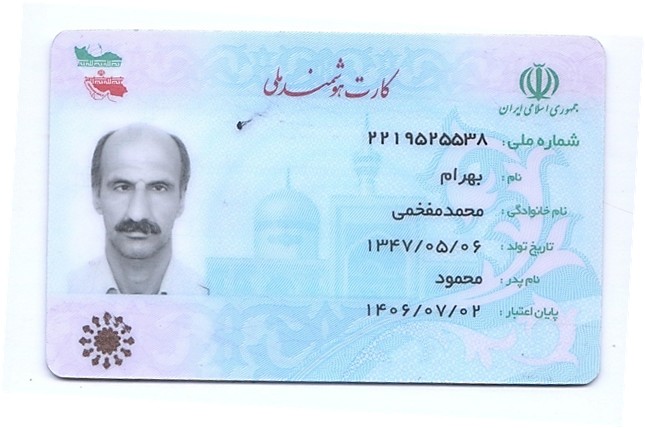 کارت هوشمند ملی
جمهوری اسلامی ایران
شماره ملی: ۲۲۱۹۵۲۵۵۳۸
نام: بهرام
نام خانوادگی: محمدمفخمی
تاریخ تولد: ۱۳۴۷/۰۵/۰۶
نام پدر: محمود
پایان اعتبار: ۱۴۰۶/۰۷/۰۲